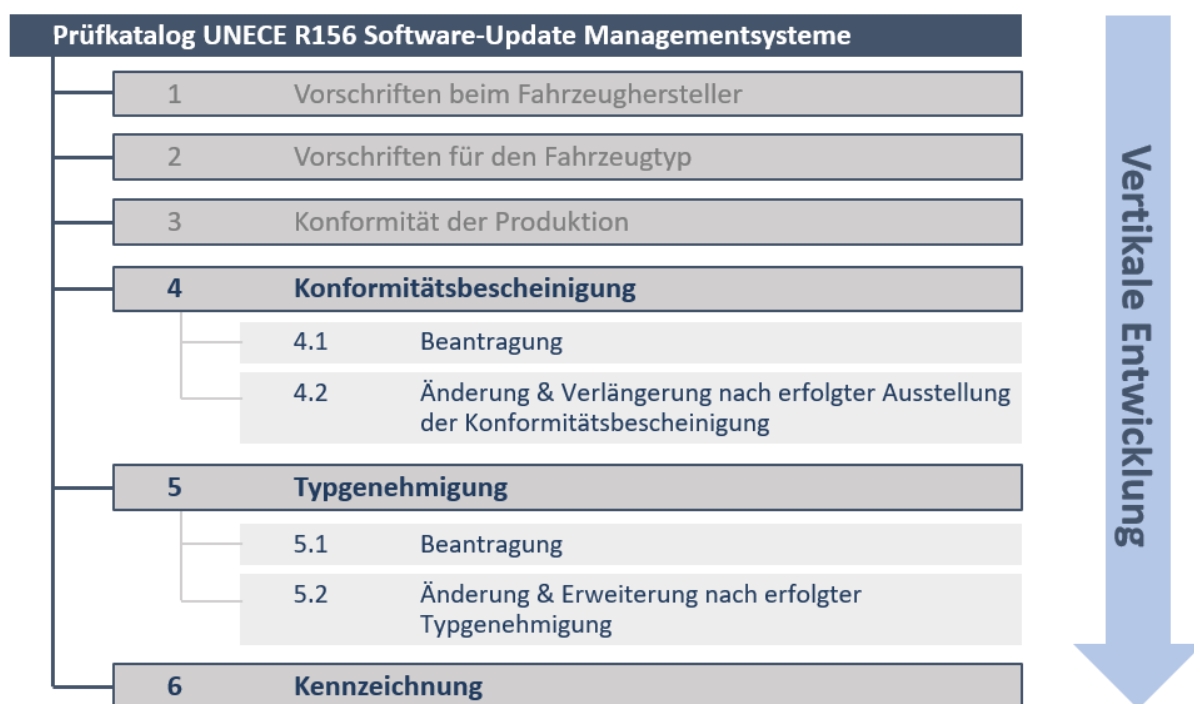 Prüfkatalog UNECE R156 Software-Update Managementsysteme
1 Vorschriften beim Fahrzeughersteller
2 Vorschriften für den Fahrzeugtyp
3 Konformität der Produktion
4 Konformitätsbescheinigung
4.1 Beantragung
4.2 Änderung & Verlängerung nach erfolgter Ausstellung
der Konformitätsbescheinigung
5 Typgenehmigung
5.1 Beantragung
5.2 Änderung & Erweiterung nach erfolgter
Typgenehmigung
6 Kennzeichnung
Vertikale Entwicklung